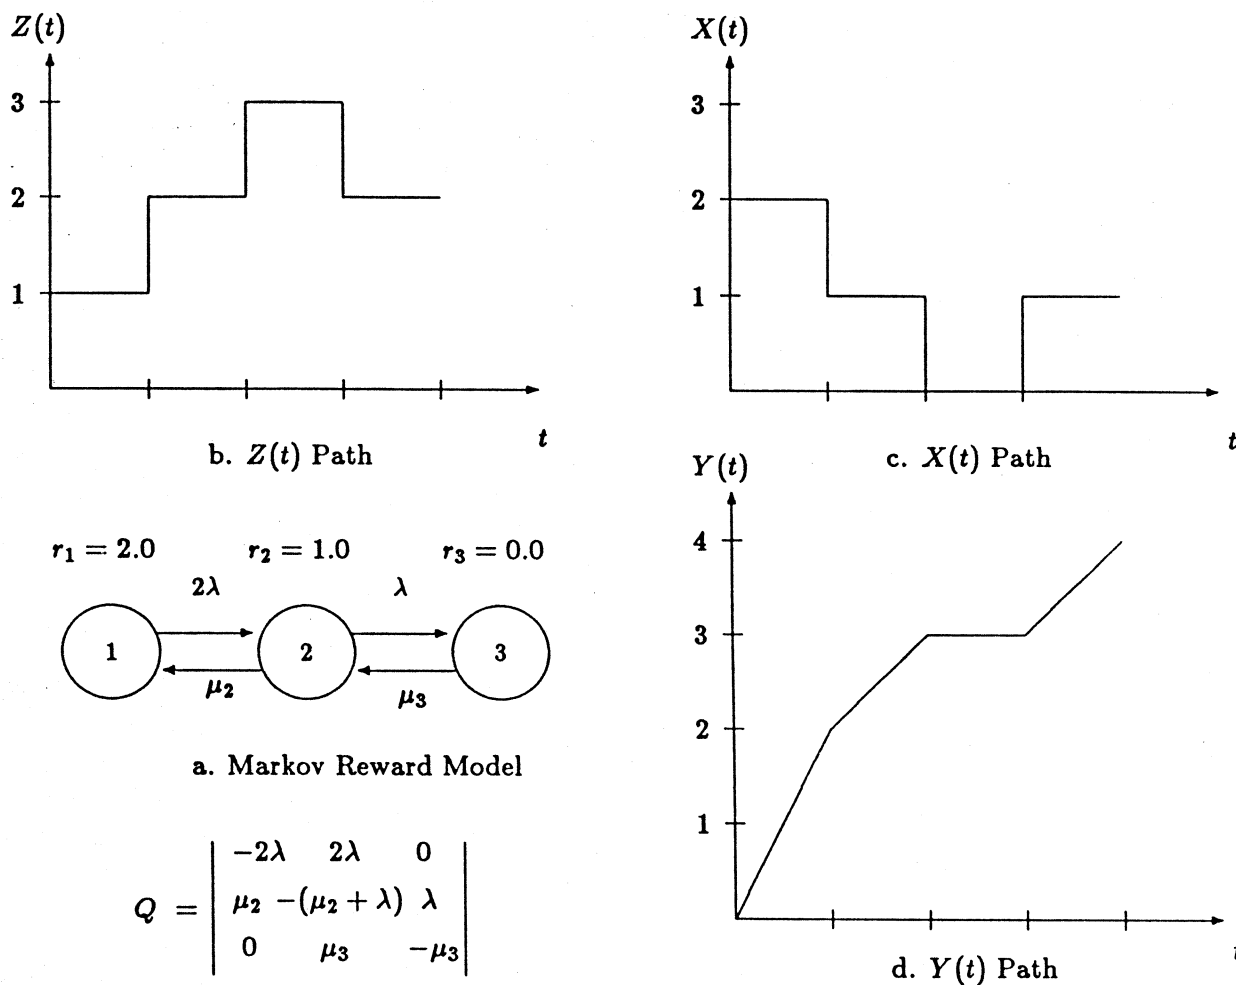 Z(t)
3
2
1
t
b. Z(t) Path
X(t)
3
2
1
t
c. X(t) Path
r₁ = 2.0 r₂ = 1.0 r₃ = 0.0
2λ λ
1 2 3
μ₂ μ₃
a. Markov Reward Model
Q = | −2λ 2λ 0 |
| μ₂ −(μ₂ + λ) λ |
| 0 μ₃ −μ₃ |
Y(t)
4
3
2
1
t
d. Y(t) Path